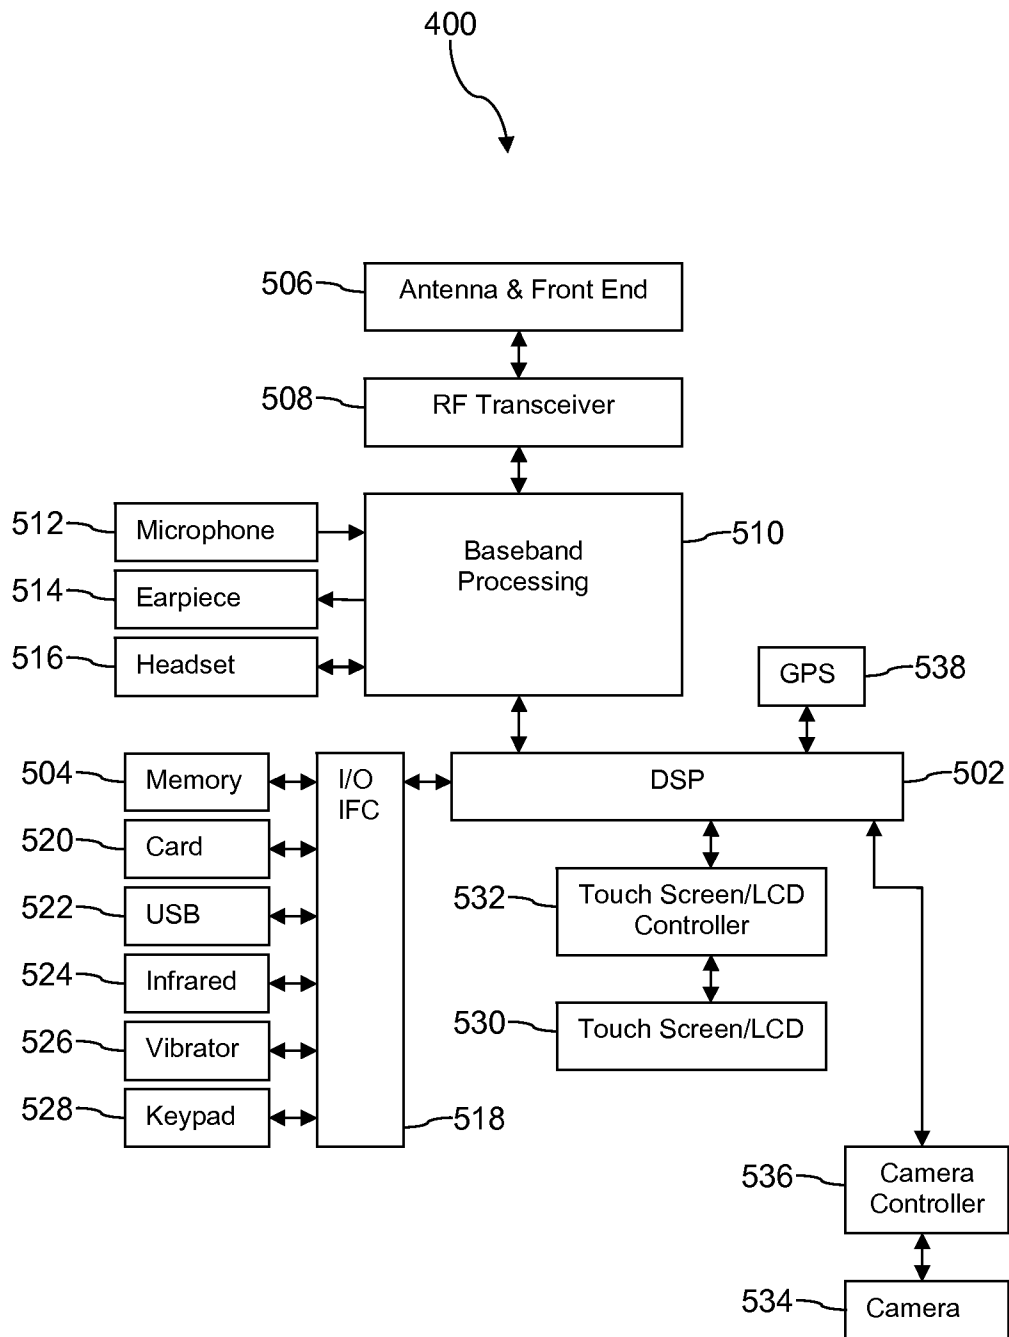 400
506
Antenna & Front End
508
RF Transceiver
512
Microphone
510
Baseband
Processing
514
Earpiece
516
Headset
GPS
538
504
Memory
I/O
IFC
DSP
502
520
Card
522
USB
532
Touch Screen/LCD
Controller
524
Infrared
530
Touch Screen/LCD
526
Vibrator
528
Keypad
518
536
Camera
Controller
534
Camera